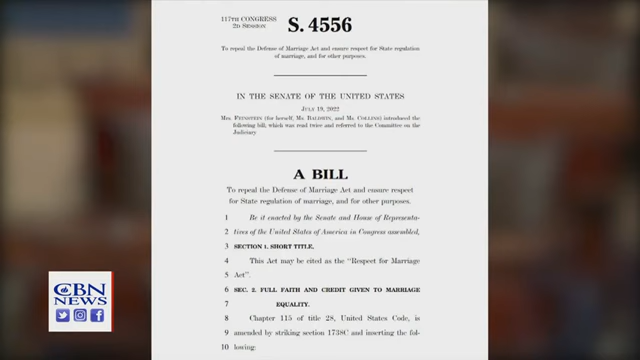 117TH CONGRESS
2D SESSION
S. 4556
To repeal the Defense of Marriage Act and ensure respect for State regulation
of marriage, and for other purposes.
IN THE SENATE OF THE UNITED STATES
JULY 19, 2022
Mrs. FEINSTEIN (for herself, Ms. BALDWIN, and Ms. COLLINS) introduced the
following bill; which was read twice and referred to the Committee on the
Judiciary
A BILL
To repeal the Defense of Marriage Act and ensure respect
for State regulation of marriage, and for other purposes.
1 Be it enacted by the Senate and House of Representa-
2 tives of the United States of America in Congress assembled,
3 SECTION 1. SHORT TITLE.
4 This Act may be cited as the "Respect for Marriage
5 Act".
6 SEC. 2. FULL FAITH AND CREDIT GIVEN TO MARRIAGE
7 EQUALITY.
8 Chapter 115 of title 28, United States Code, is
9 amended by striking section 1738C and inserting the fol-
10 lowing:
CBN
NEWS